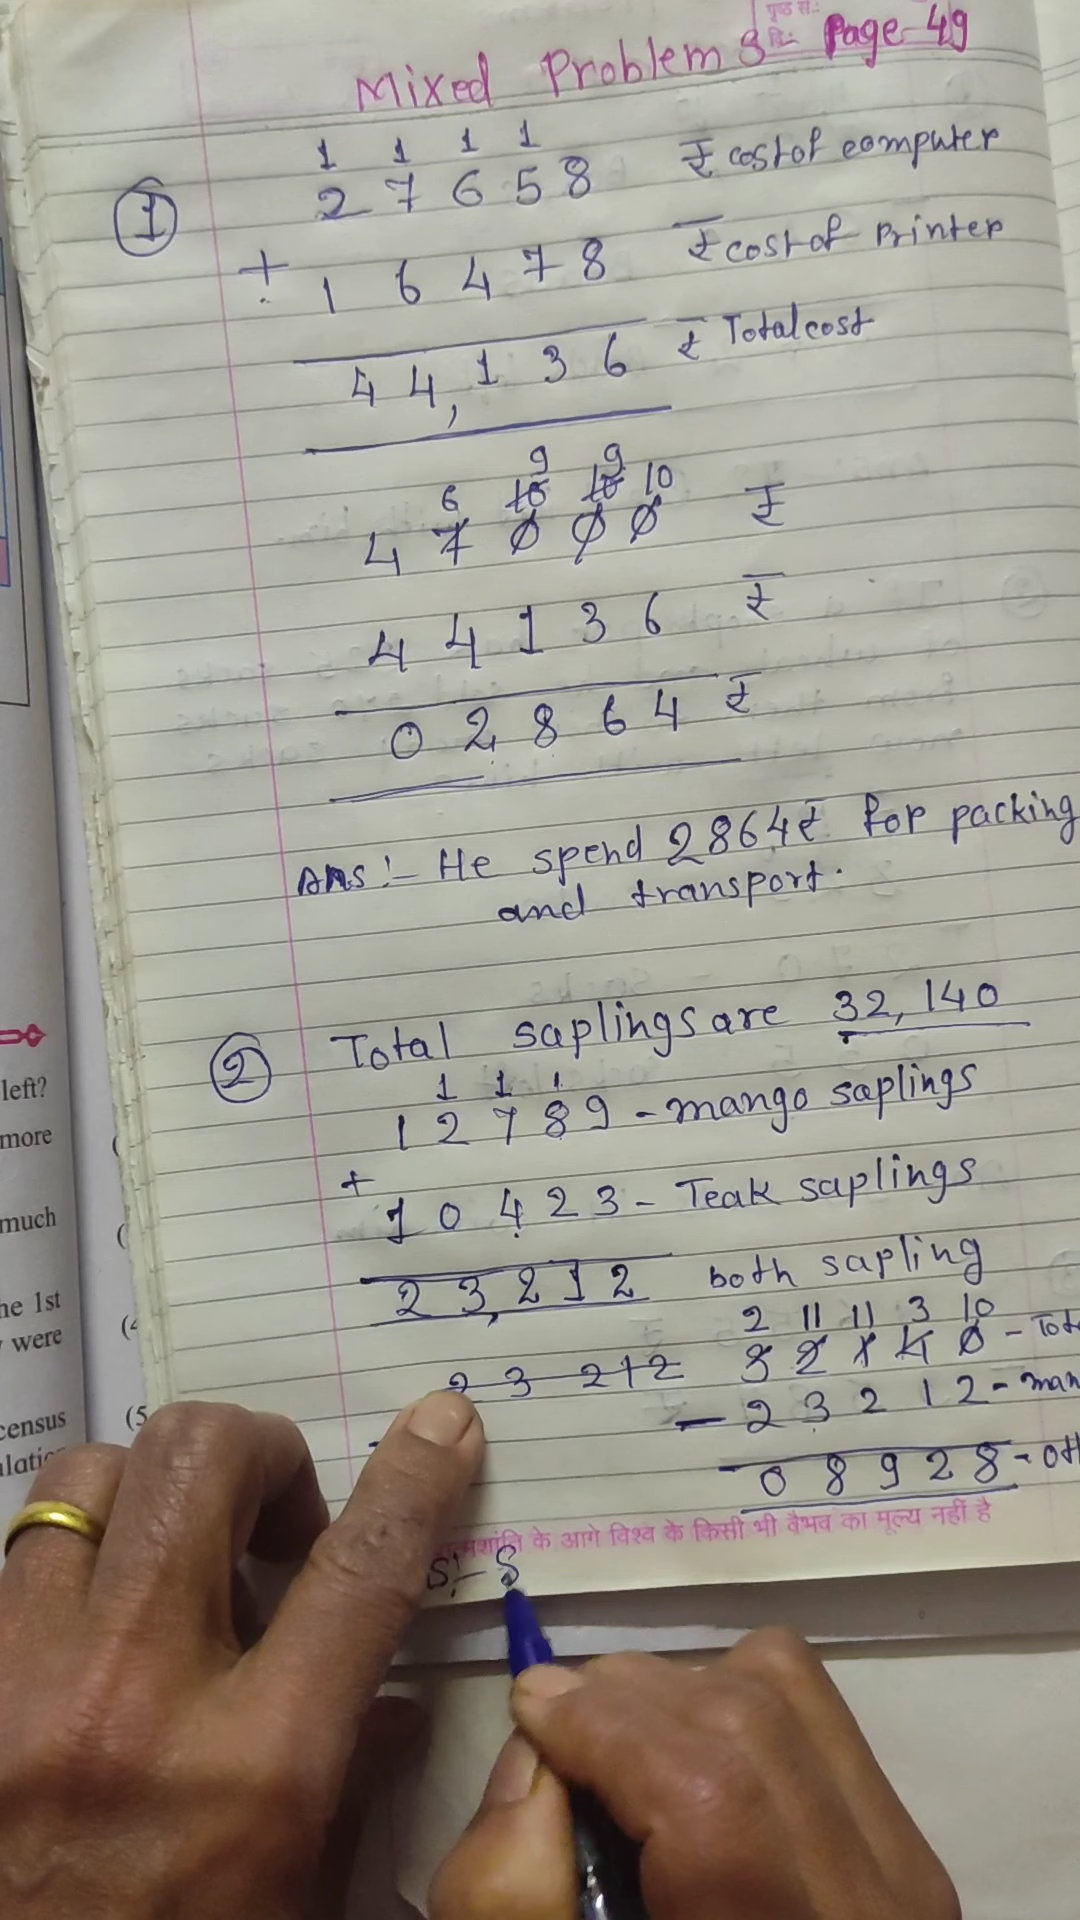 पृष्ठ सं.:
Mixed Problems Page-49
1 1 1 1
① 2 7 6 5 8 ₹ cost of computer
+ 1 6 4 7 8 ₹ cost of Printer
4 4, 1 3 6 ₹ Total cost
9 9
6 10 10 10
4 7 0 0 0 ₹
4 4 1 3 6 ₹
0 2 8 6 4 ₹
Ans:- He spend 2864₹ for packing
and transport.
② Total saplings are 32,140
1 1 1
1 2 7 8 9 - mango saplings
+
1 0 4 2 3 - Teak saplings
2 3, 2 1 2 both sapling
2 11 11 3 10
2 3 2 1 2 3 2 1 4 0 - Tot
- 2 3 2 1 2 - man
0 8 9 2 8 - oth
के आगे विश्व के किसी भी वैभव का मूल्य नहीं है
s:- 8
left?
more
much
he 1st
were
census